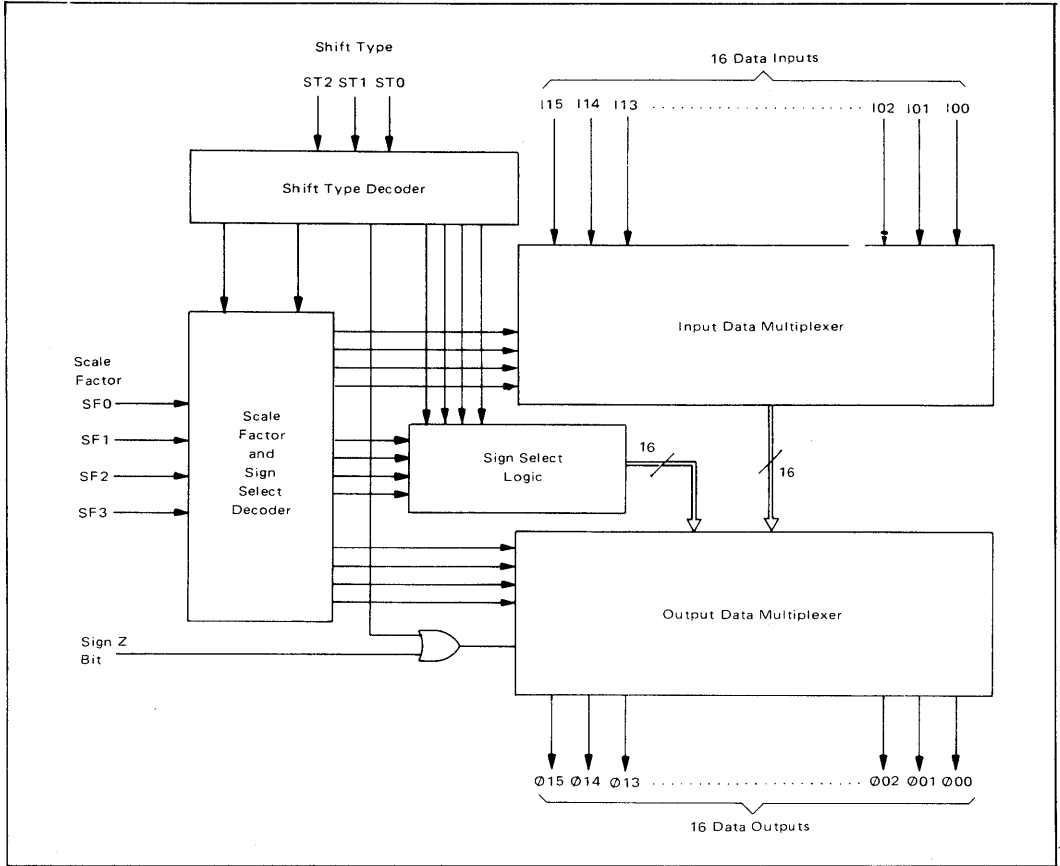 Shift Type
16 Data Inputs
ST2 ST1 ST0
I15 I14 I13 ........................ I02 I01 I00
Shift Type Decoder
Input Data Multiplexer
Scale
Factor
SF0
SF1
SF2
SF3
Scale
Factor
and
Sign
Select
Decoder
Sign Select
Logic
16
16
Output Data Multiplexer
Sign Z
Bit
Ø15 Ø14 Ø13 ........................ Ø02 Ø01 Ø00
16 Data Outputs